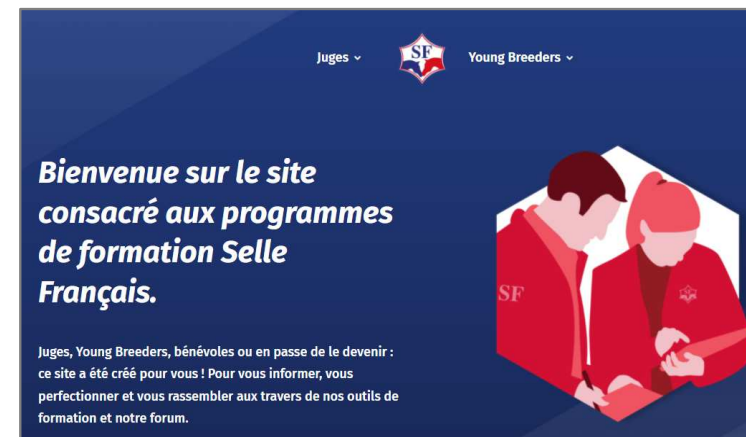 Juges
SF
Young Breeders
Bienvenue sur le site
consacré aux programmes
de formation Selle
Français.
SF
Juges, Young Breeders, bénévoles ou en passe de le devenir :
ce site a été créé pour vous ! Pour vous informer, vous
perfectionner et vous rassembler aux travers de nos outils de
formation et notre forum.